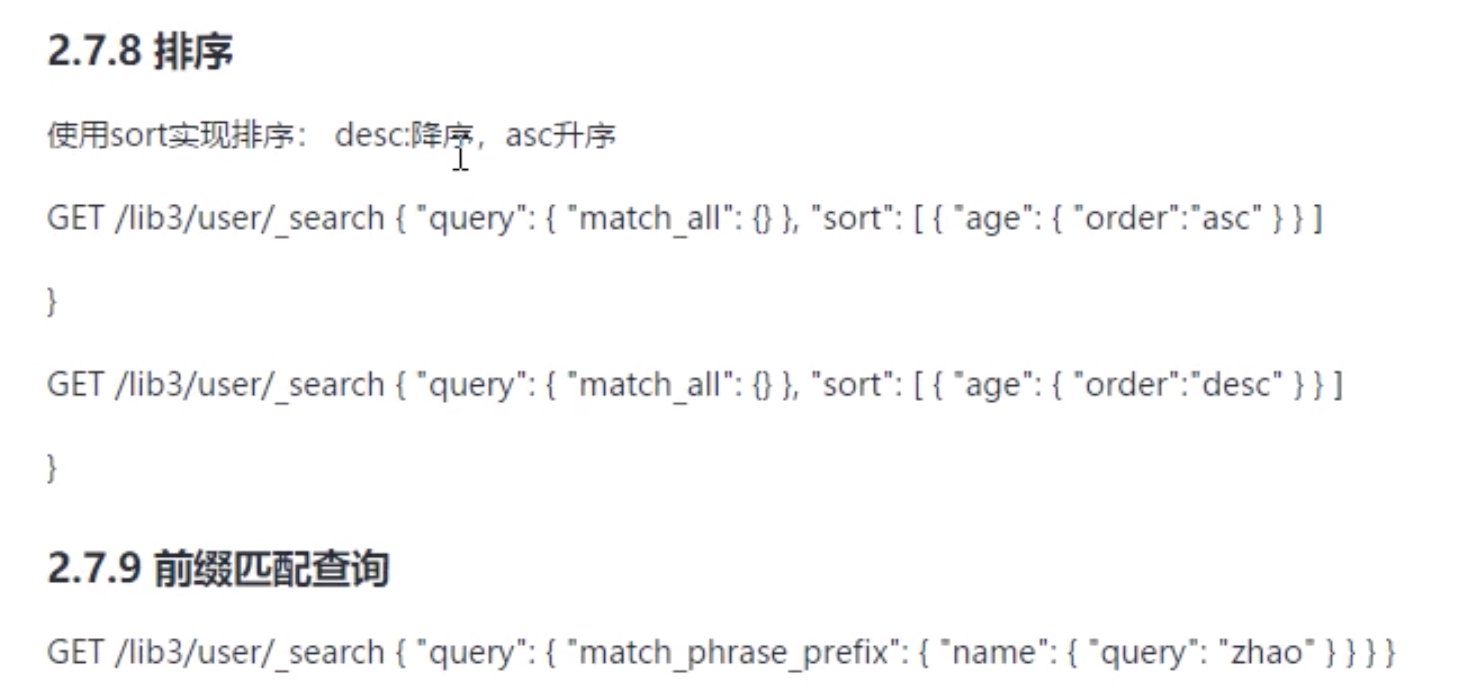 2.7.8 排序
使用sort实现排序： desc:降序，asc升序
GET /lib3/user/_search { "query": { "match_all": {} }, "sort": [ { "age": { "order":"asc" } } ]
}
GET /lib3/user/_search { "query": { "match_all": {} }, "sort": [ { "age": { "order":"desc" } } ]
}
2.7.9 前缀匹配查询
GET /lib3/user/_search { "query": { "match_phrase_prefix": { "name": { "query": "zhao" } } } }